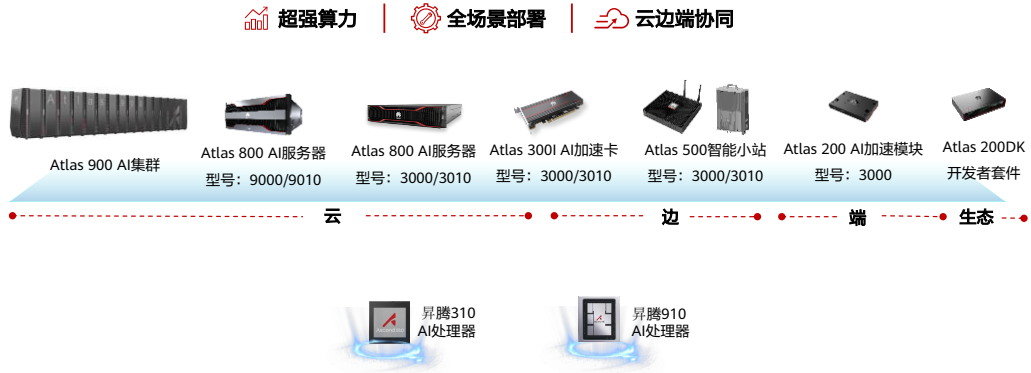 超强算力
全场景部署
云边端协同
Atlas 900 AI集群
Atlas 800 AI服务器
型号：9000/9010
Atlas 800 AI服务器
型号：3000/3010
Atlas 300I AI加速卡
型号：3000/3010
Atlas 500智能小站
型号：3000/3010
Atlas 200 AI加速模块
型号：3000
Atlas 200DK
开发者套件
云
边
端
生态
昇腾310
AI处理器
昇腾910
AI处理器